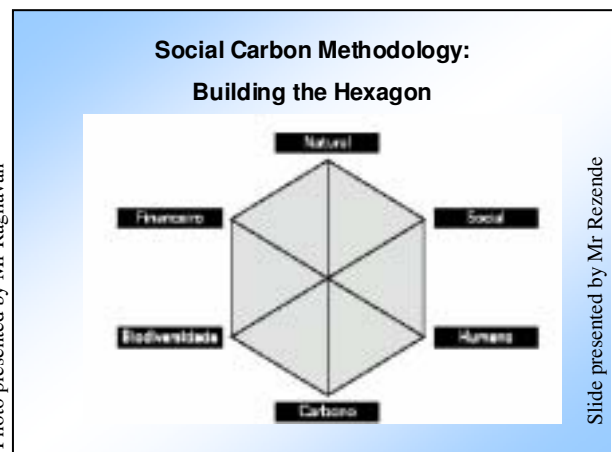 Social Carbon Methodology:
Building the Hexagon
Natural
Financeiro
Social
Biodiversidade
Humano
Carbono
Slide presented by Mr Rezende
Photo presented by Mr Raghavan